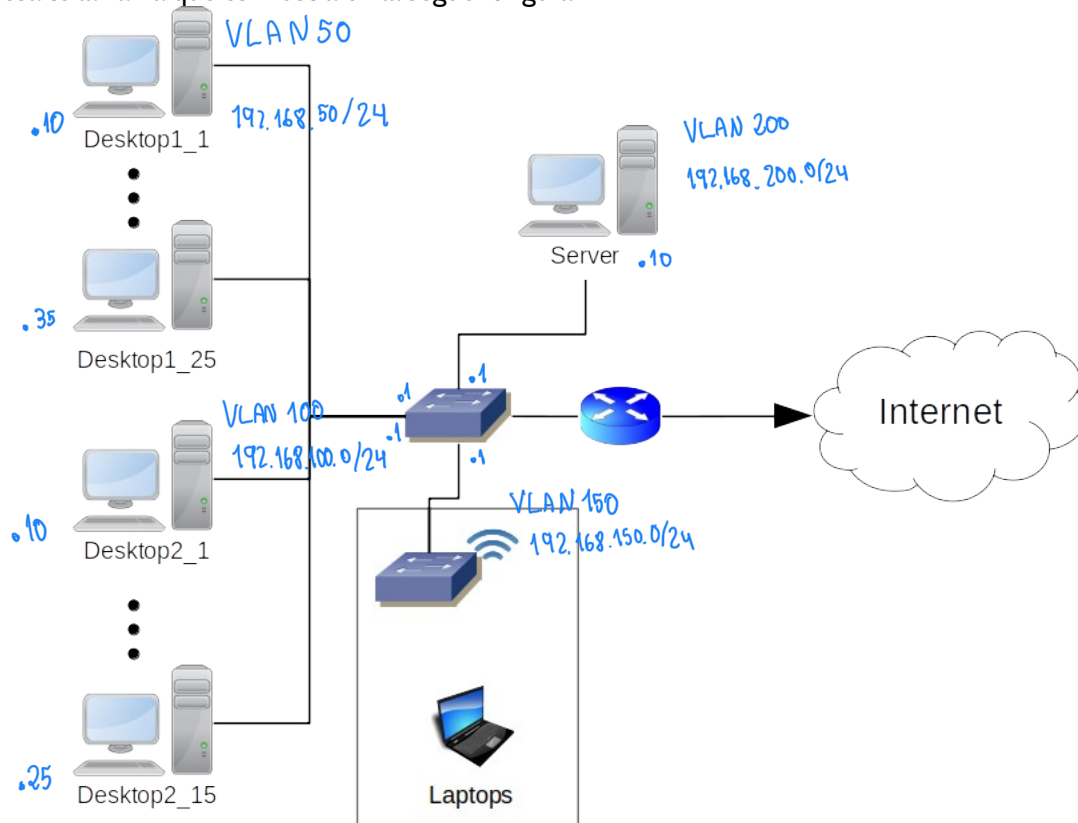 VLAN 50
192.168.50/24
.10
Desktop1_1
VLAN 200
192.168.200.0/24
Server .10
.35
Desktop1_25
.1
.1
VLAN 100
.1
192.168.100.0/24
.1
Internet
VLAN 150
192.168.150.0/24
.10
Desktop2_1
.25
Desktop2_15
Laptops